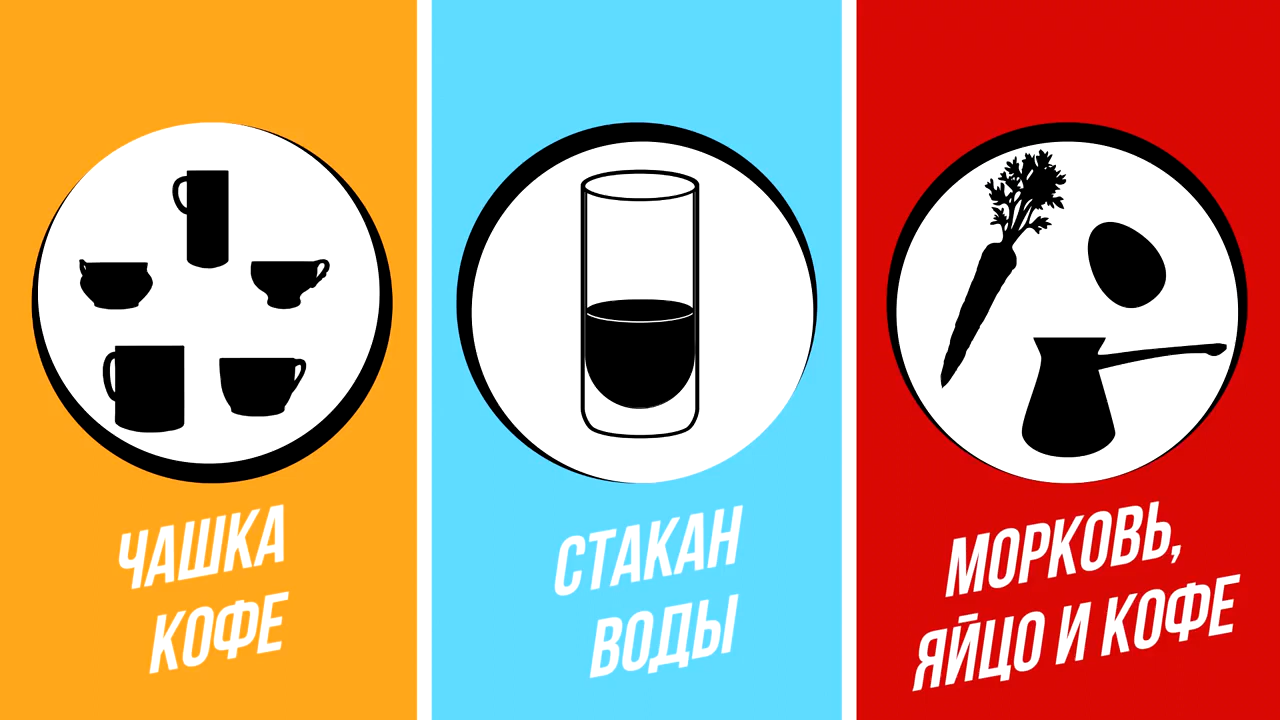 ЧАШКА
КОФЕ
СТАКАН
ВОДЫ
МОРКОВЬ,
ЯЙЦО И КОФЕ